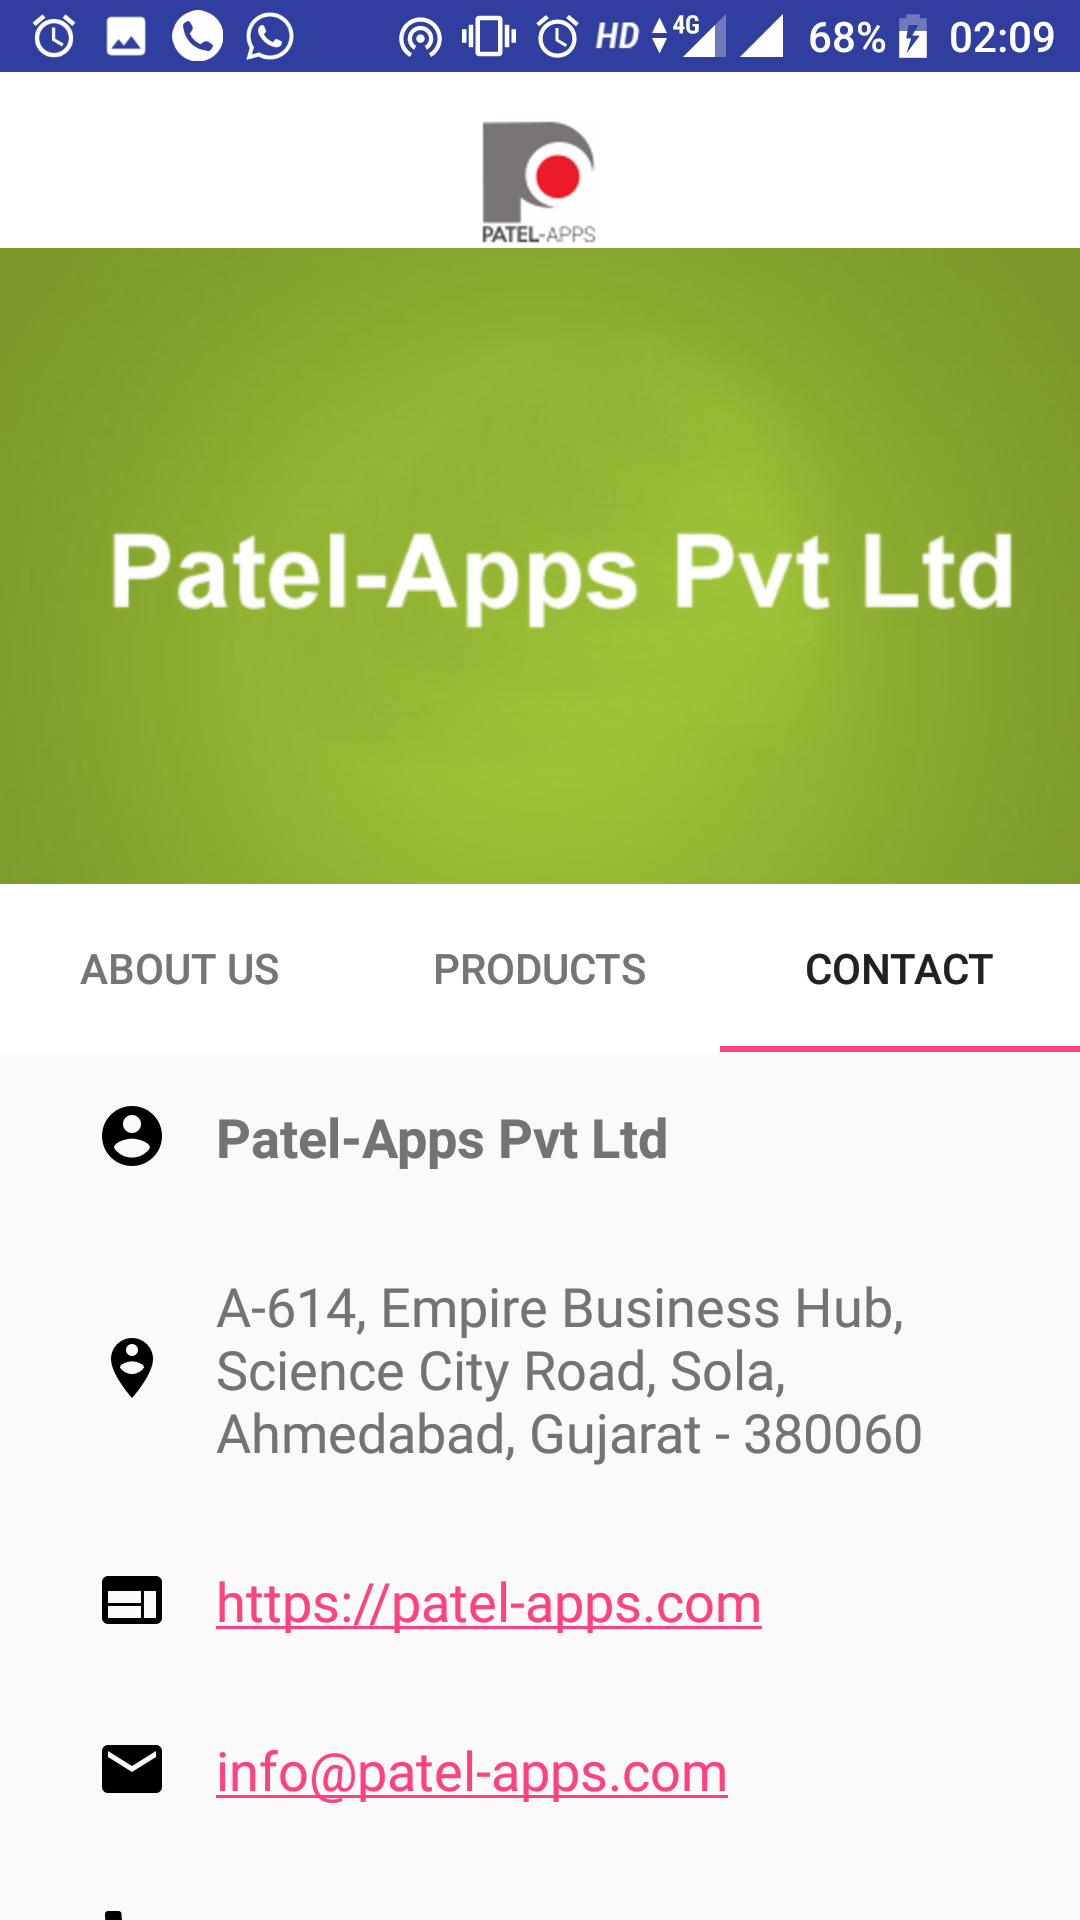 HD 4G 68% 02:09
PATEL-APPS
Patel-Apps Pvt Ltd
ABOUT US PRODUCTS CONTACT
Patel-Apps Pvt Ltd
A-614, Empire Business Hub,
Science City Road, Sola,
Ahmedabad, Gujarat - 380060
https://patel-apps.com
info@patel-apps.com